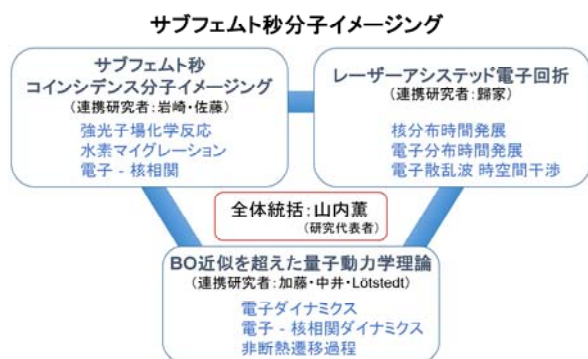 サブフェムト秒分子イメージング
サブフェムト秒
コインシデンス分子イメージング
(連携研究者:岩崎・佐藤)
強光子場化学反応
水素マイグレーション
電子 - 核相関
レーザーアシステッド電子回折
(連携研究者:歸家)
核分布時間発展
電子分布時間発展
電子散乱波 時空間干渉
全体統括:山内薫
(研究代表者)
BO近似を超えた量子動力学理論
(連携研究者:加藤・中井・Lötstedt)
電子ダイナミクス
電子 - 核相関ダイナミクス
非断熱遷移過程